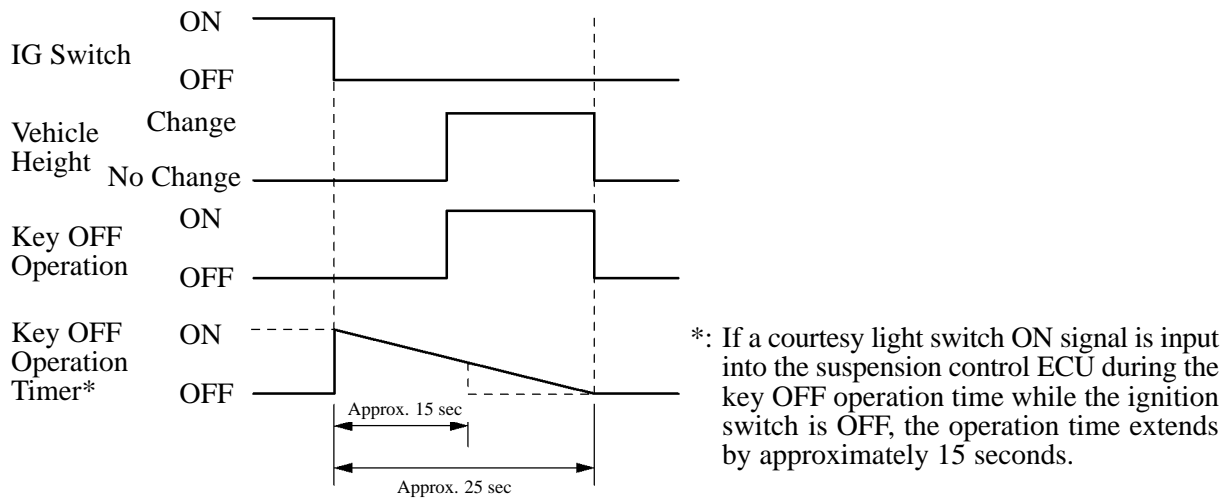 IG Switch
ON
OFF
Vehicle
Height
Change
No Change
Key OFF
Operation
ON
OFF
Key OFF
Operation
Timer*
ON
OFF
Approx. 15 sec
Approx. 25 sec
*: If a courtesy light switch ON signal is input
into the suspension control ECU during the
key OFF operation time while the ignition
switch is OFF, the operation time extends
by approximately 15 seconds.